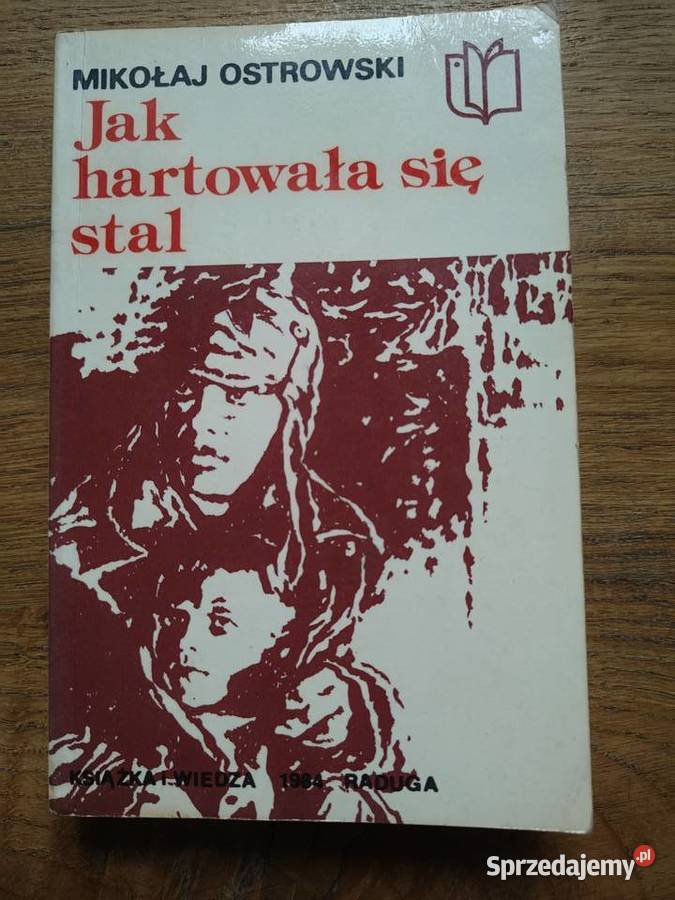 MIKOŁAJ OSTROWSKI
Jak
hartowała się
stal
KSIĄŻKA I WIEDZA 1984 RADUGA
Sprzedajemy.pl